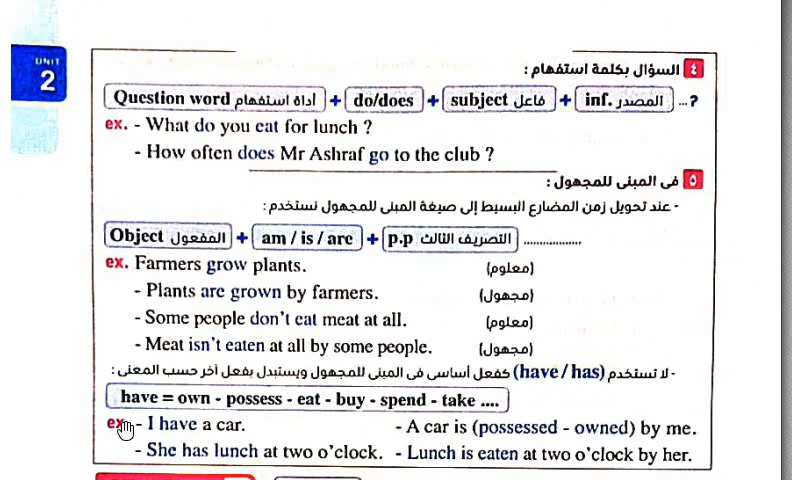 UNIT
2
٤ السؤال بكلمة استفهام :
Question word أداة استفهام + do/does + subject فاعل + inf. المصدر ...?
ex. - What do you eat for lunch ?
- How often does Mr Ashraf go to the club ?
٥ فى المبنى للمجهول :
- عند تحويل زمن المضارع البسيط إلى صيغة المبنى للمجهول نستخدم :
Object المفعول + am / is / are + p.p التصريف الثالث ..................
ex. Farmers grow plants. (معلوم)
- Plants are grown by farmers. (مجهول)
- Some people don't eat meat at all. (معلوم)
- Meat isn't eaten at all by some people. (مجهول)
- لا تستخدم (have / has) كفعل أساسى فى المبنى للمجهول ويستبدل بفعل آخر حسب المعنى :
have = own - possess - eat - buy - spend - take ....
ex. - I have a car. - A car is (possessed - owned) by me.
- She has lunch at two o'clock. - Lunch is eaten at two o'clock by her.